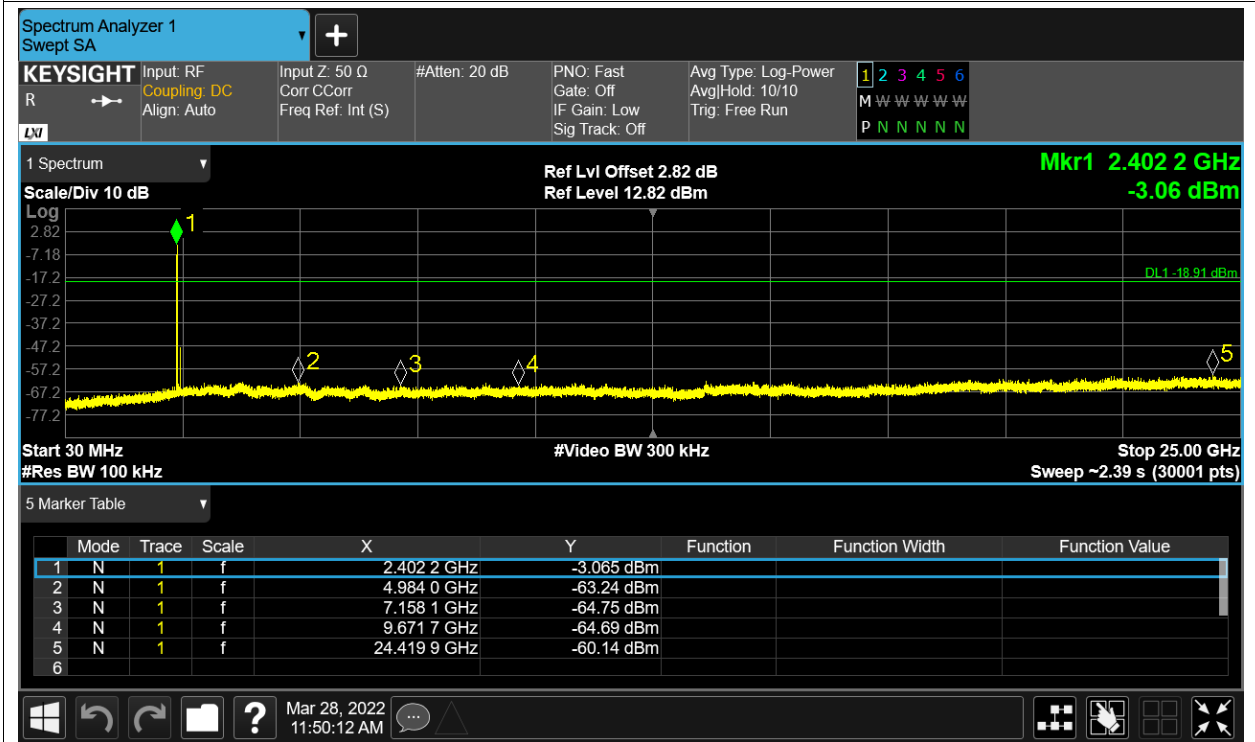 Spectrum Analyzer 1
Swept SA
KEYSIGHT
R
LXI
Input: RF
Coupling: DC
Align: Auto
Input Z: 50 Ω
Corr CCorr
Freq Ref: Int (S)
#Atten: 20 dB
PNO: Fast
Gate: Off
IF Gain: Low
Sig Track: Off
Avg Type: Log-Power
Avg|Hold: 10/10
Trig: Free Run
1 2 3 4 5 6
M W W W W W
P N N N N N
1 Spectrum
Scale/Div 10 dB
Ref Lvl Offset 2.82 dB
Ref Level 12.82 dBm
Mkr1 2.402 2 GHz
-3.06 dBm
Log
2.82
-7.18
-17.2
-27.2
-37.2
-47.2
-57.2
-67.2
-77.2
1
2
3
4
5
DL1 -18.91 dBm
Start 30 MHz
#Res BW 100 kHz
#Video BW 300 kHz
Stop 25.00 GHz
Sweep ~2.39 s (30001 pts)
5 Marker Table
Mode Trace Scale X Y Function Function Width Function Value
1 N 1 f 2.402 2 GHz -3.065 dBm
2 N 1 f 4.984 0 GHz -63.24 dBm
3 N 1 f 7.158 1 GHz -64.75 dBm
4 N 1 f 9.671 7 GHz -64.69 dBm
5 N 1 f 24.419 9 GHz -60.14 dBm
6
?
Mar 28, 2022
11:50:12 AM